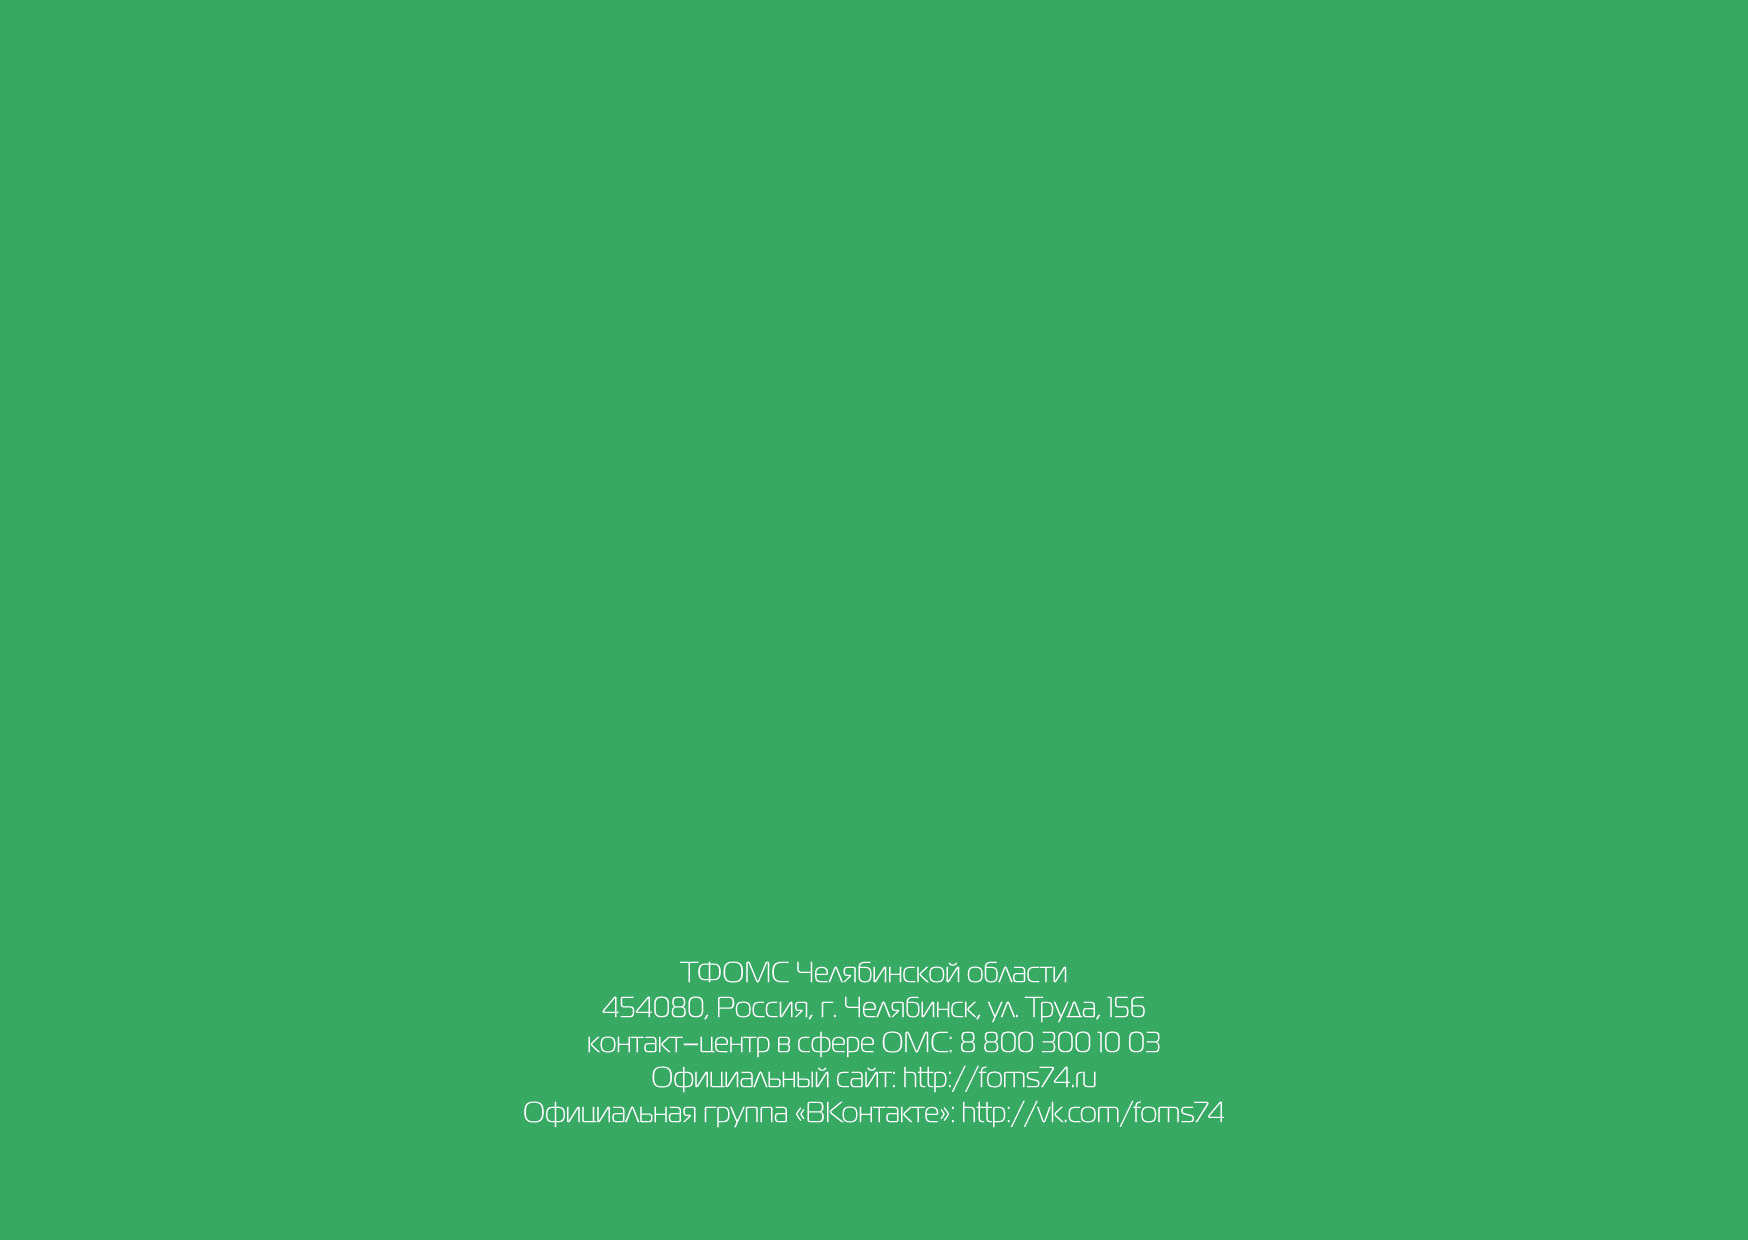 ТФОМС Челябинской области
454080, Россия, г. Челябинск, ул. Труда, 156
контакт–центр в сфере ОМС: 8 800 300 10 03
Официальный сайт: http://foms74.ru
Официальная группа «ВКонтакте»: http://vk.com/foms74